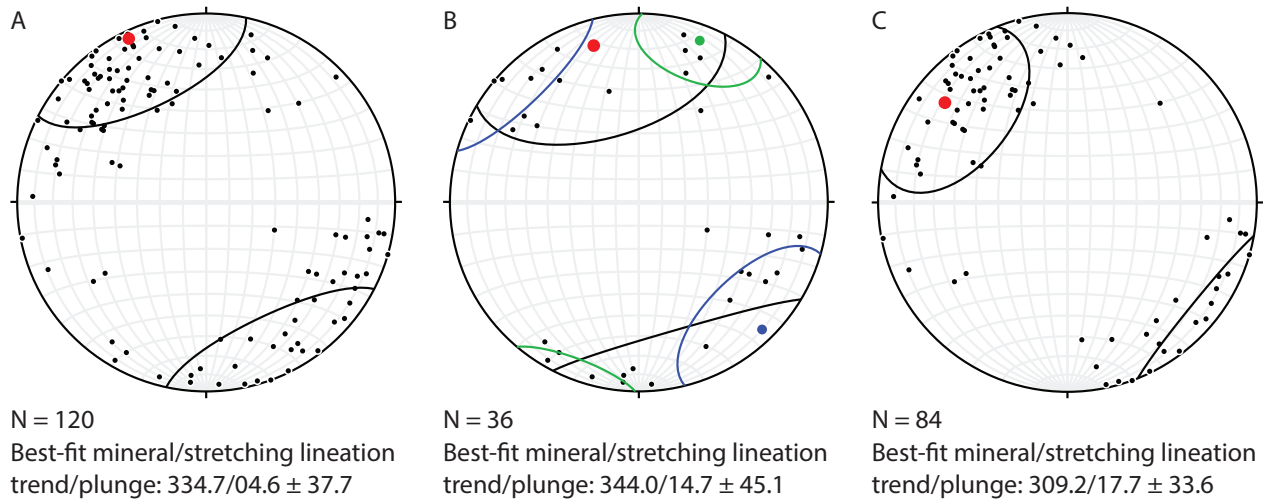 A
B
C
N = 120
Best-fit mineral/stretching lineation
trend/plunge: 334.7/04.6 ± 37.7
N = 36
Best-fit mineral/stretching lineation
trend/plunge: 344.0/14.7 ± 45.1
N = 84
Best-fit mineral/stretching lineation
trend/plunge: 309.2/17.7 ± 33.6